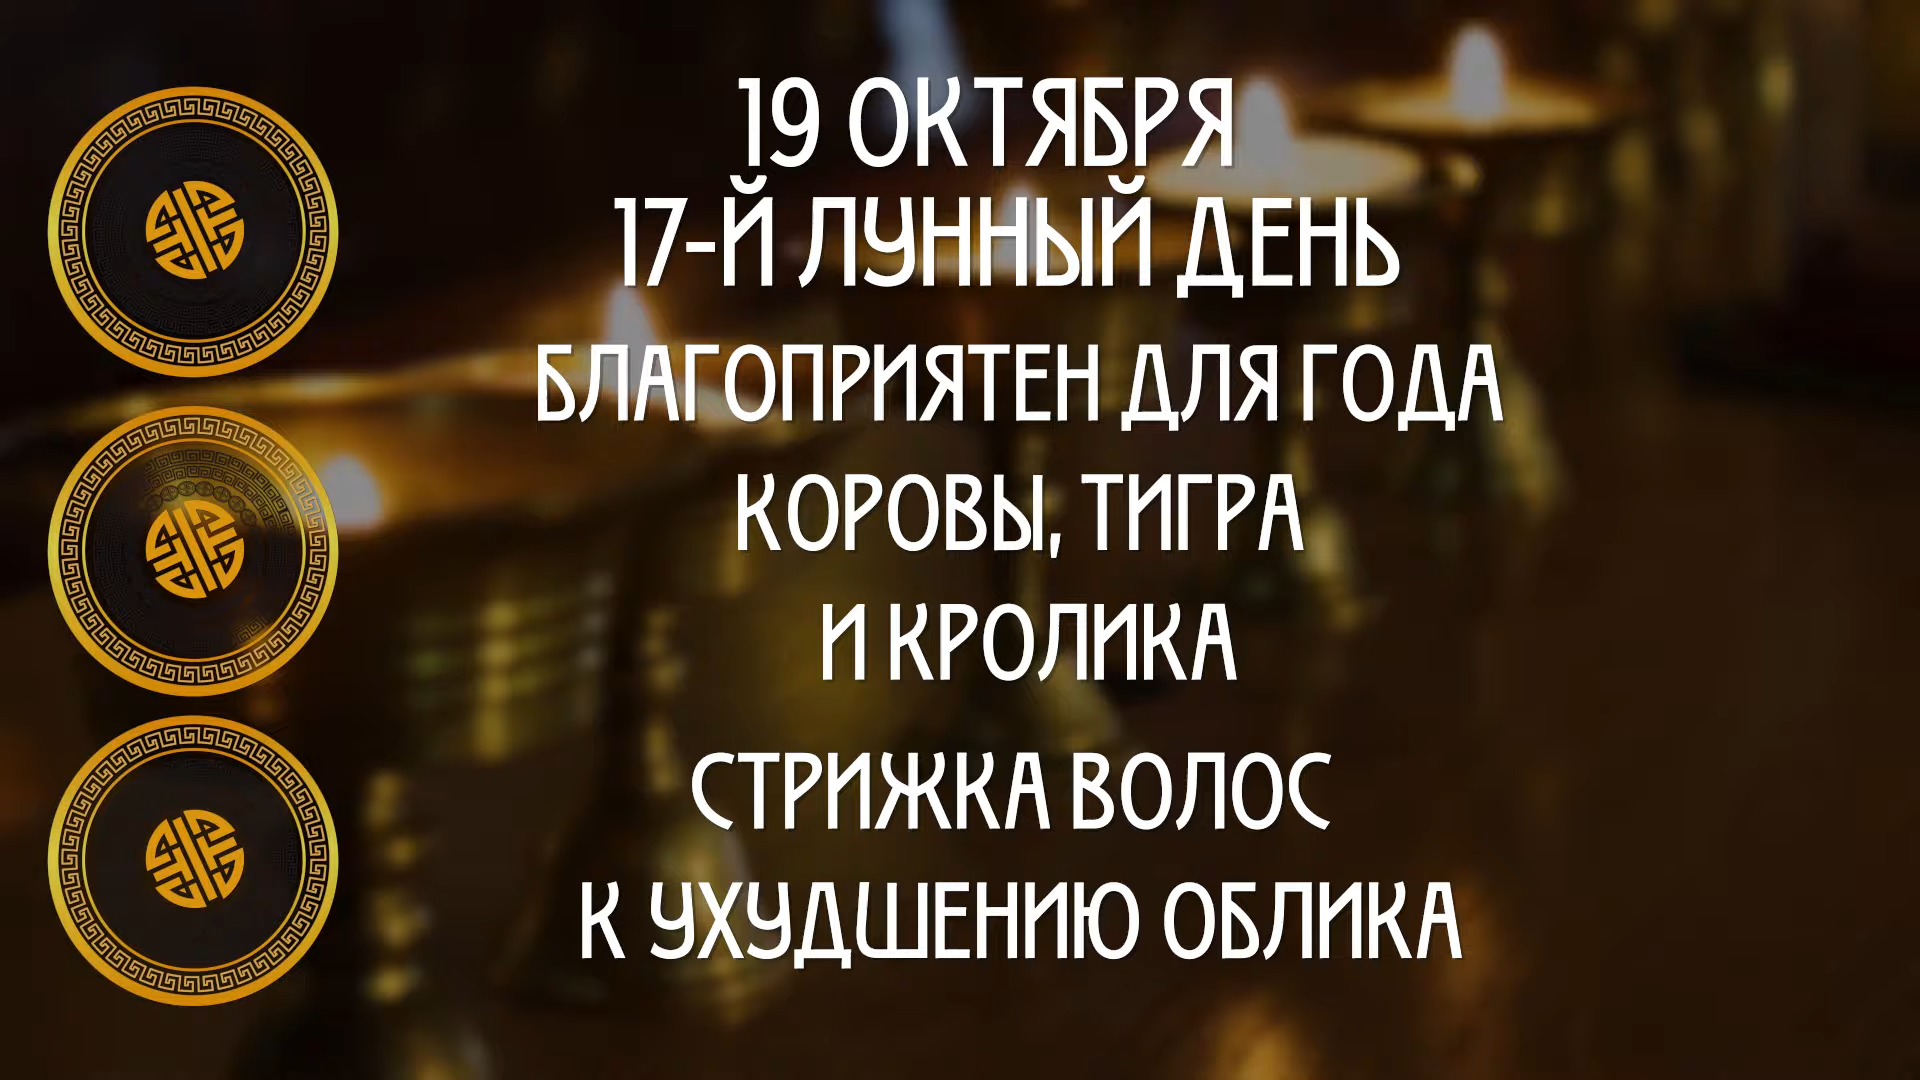 19 ОКТЯБРЯ
17-Й ЛУННЫЙ ДЕНЬ
БЛАГОПРИЯТЕН ДЛЯ ГОДА
КОРОВЫ, ТИГРА
И КРОЛИКА
СТРИЖКА ВОЛОС
К УХУДШЕНИЮ ОБЛИКА